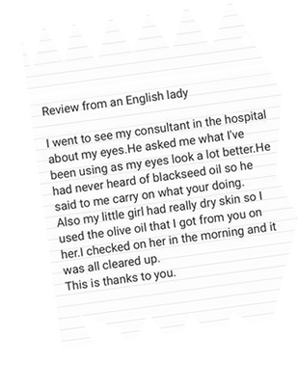 Review from an English lady
I went to see my consultant in the hospital
about my eyes.He asked me what I've
been using as my eyes look a lot better.He
had never heard of blackseed oil so he
said to me carry on what your doing.
Also my little girl had really dry skin so I
used the olive oil that I got from you on
her.I checked on her in the morning and it
was all cleared up.
This is thanks to you.